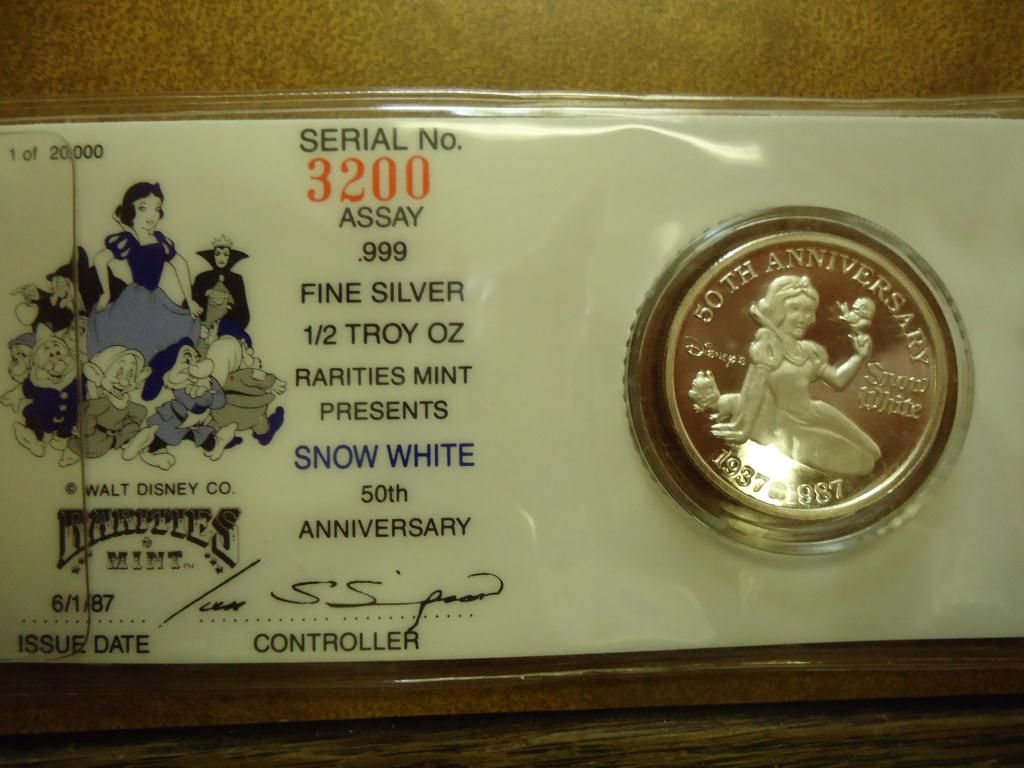 1 of 20,000
SERIAL No.
3200
ASSAY
.999
FINE SILVER
1/2 TROY OZ
RARITIES MINT
PRESENTS
SNOW WHITE
50th
ANNIVERSARY
© WALT DISNEY CO.
RARITIES
MINT TM
6/1/87
ISSUE DATE
CONTROLLER
50TH ANNIVERSARY
DISNEY'S
Snow
White
1937 1987